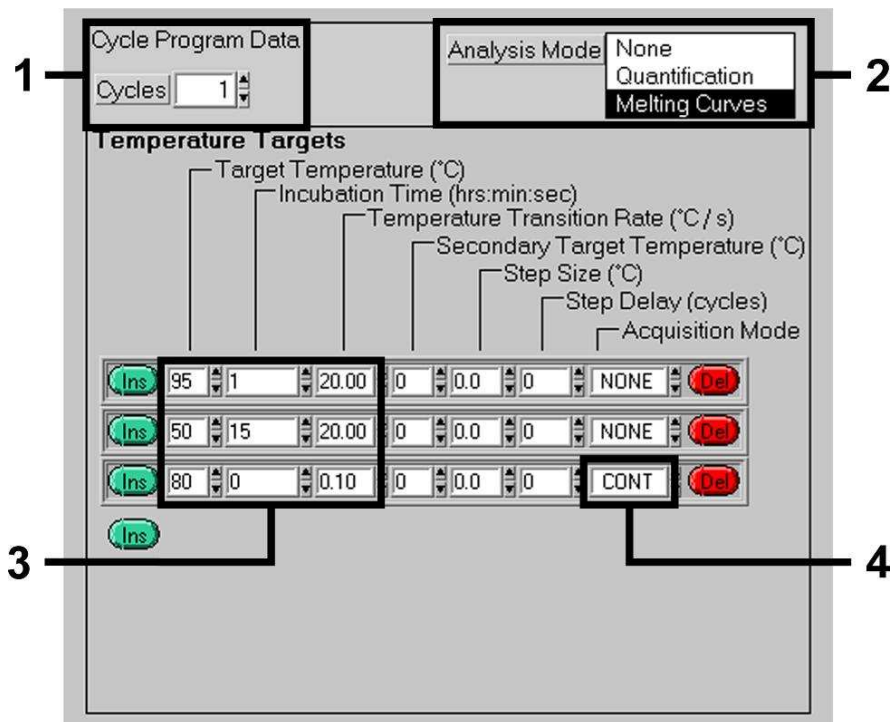 Cycle Program Data
Cycles 1
Analysis Mode None
Quantification
Melting Curves
1
2
Temperature Targets
Target Temperature (°C)
Incubation Time (hrs:min:sec)
Temperature Transition Rate (°C / s)
Secondary Target Temperature (°C)
Step Size (°C)
Step Delay (cycles)
Acquisition Mode
Ins 95 1 20.00 0 0.0 0 NONE Del
Ins 50 15 20.00 0 0.0 0 NONE Del
Ins 80 0 0.10 0 0.0 0 CONT Del
Ins
3
4